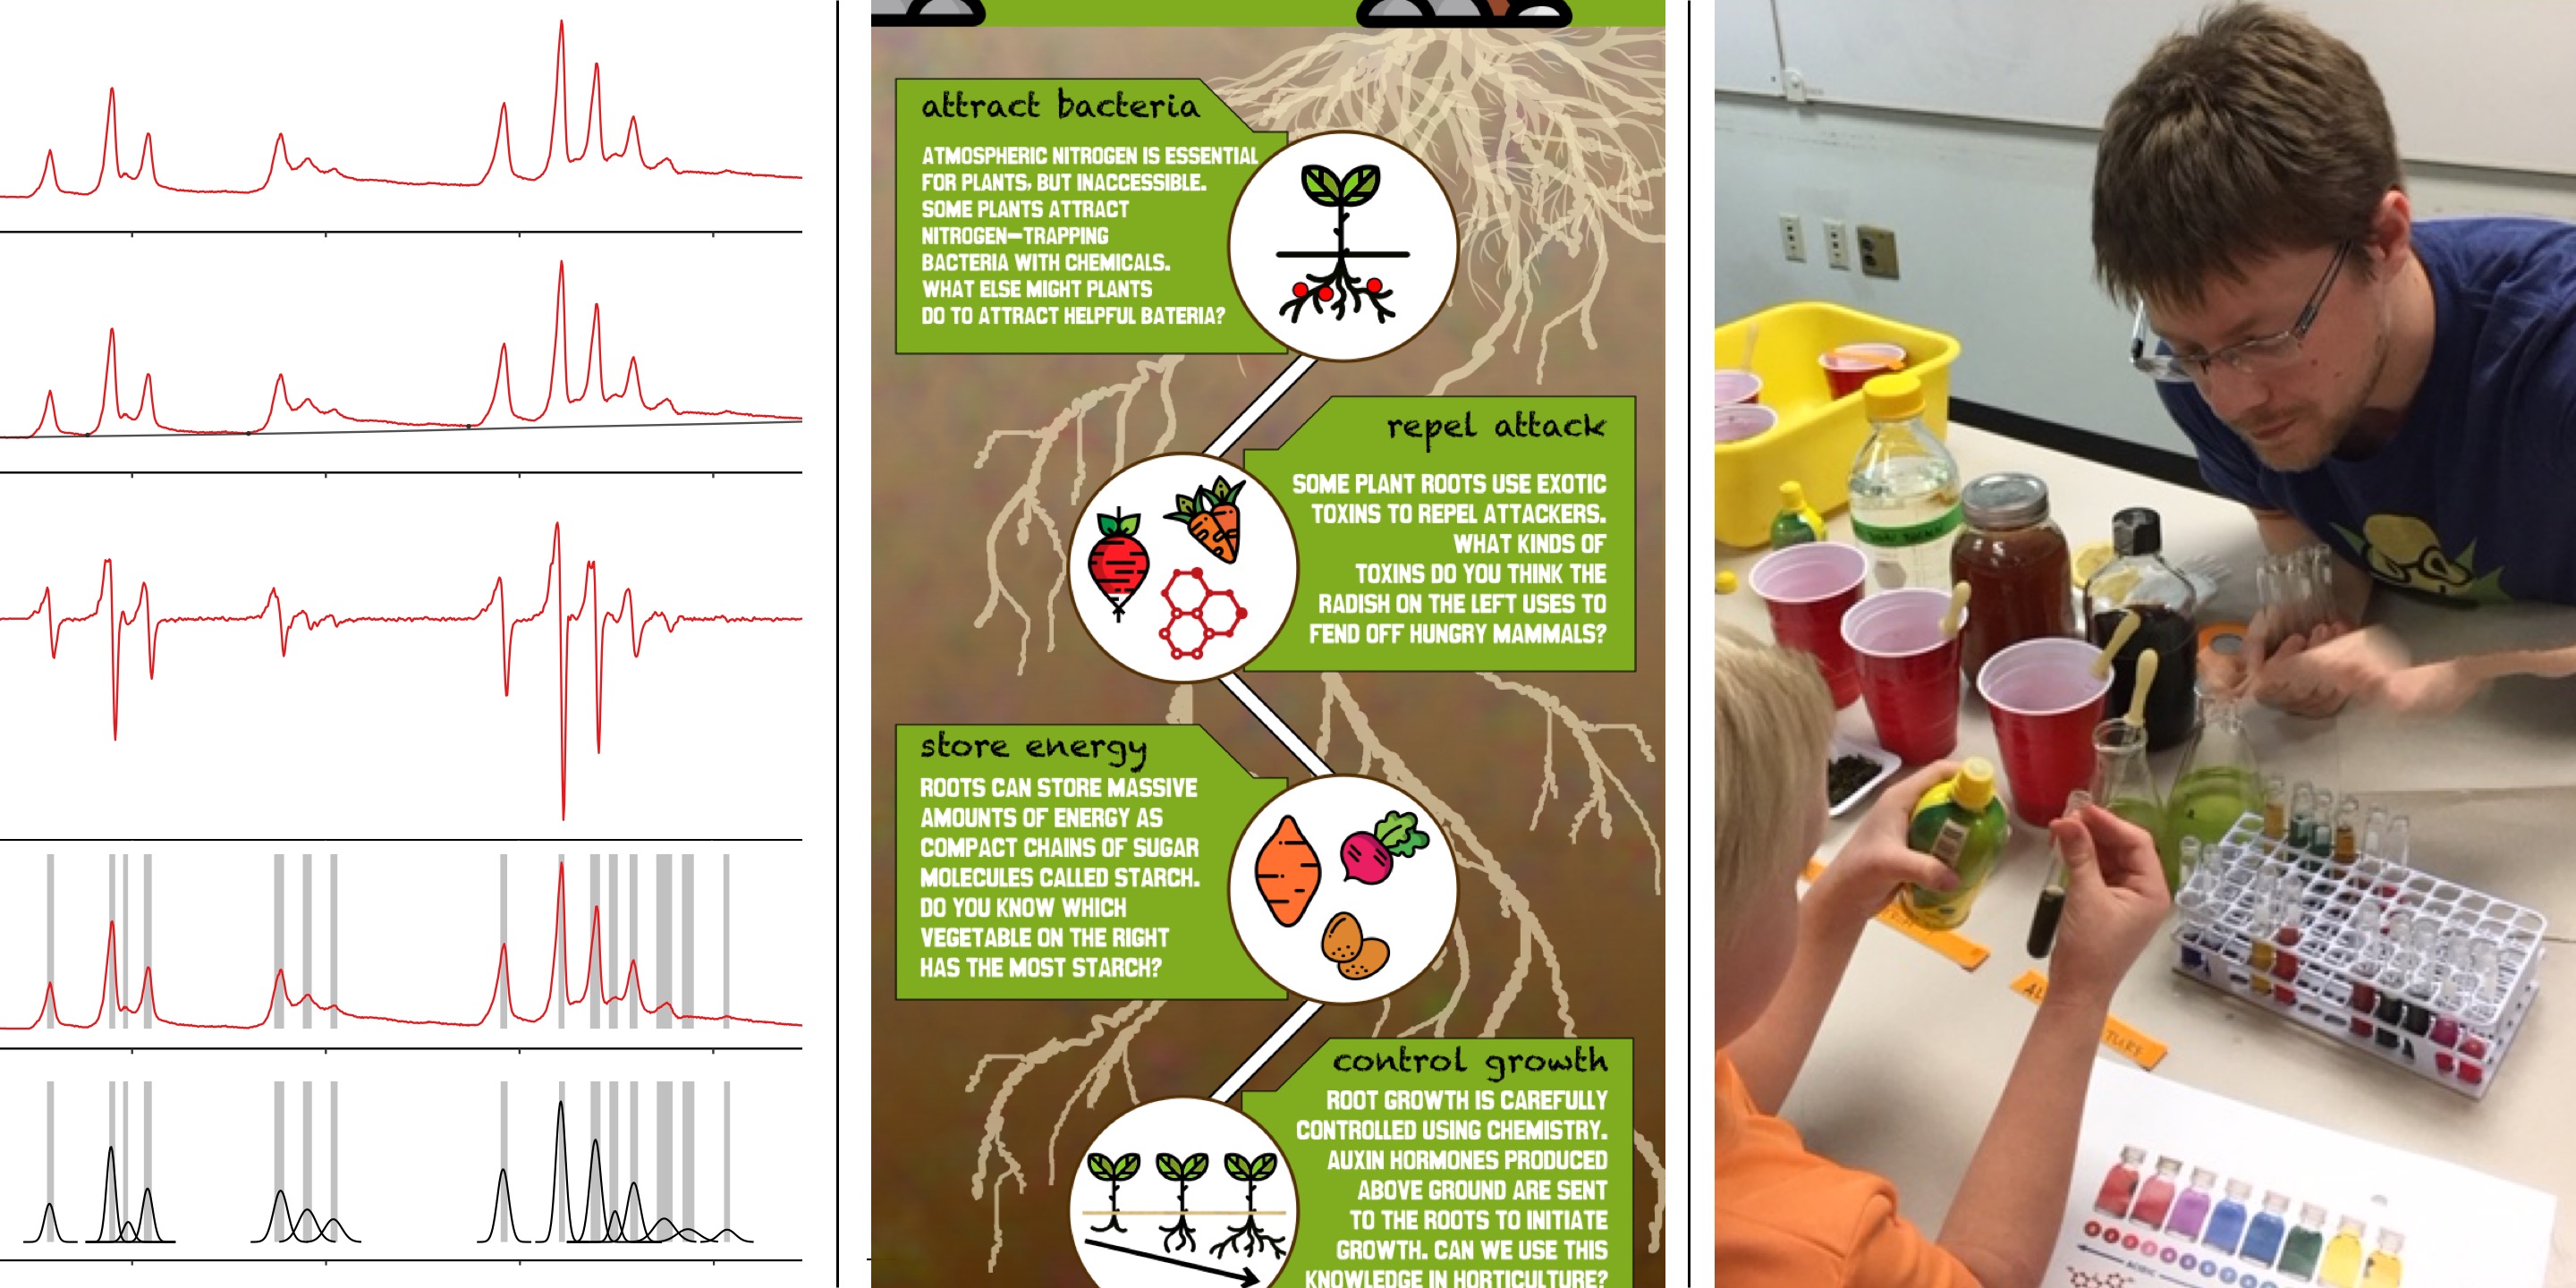 attract bacteria
ATMOSPHERIC NITROGEN IS ESSENTIAL
FOR PLANTS, BUT INACCESSIBLE.
SOME PLANTS ATTRACT
NITROGEN–TRAPPING
BACTERIA WITH CHEMICALS.
WHAT ELSE MIGHT PLANTS
DO TO ATTRACT HELPFUL BATERIA?
repel attack
SOME PLANT ROOTS USE EXOTIC
TOXINS TO REPEL ATTACKERS.
WHAT KINDS OF
TOXINS DO YOU THINK THE
RADISH ON THE LEFT USES TO
FEND OFF HUNGRY MAMMALS?
store energy
ROOTS CAN STORE MASSIVE
AMOUNTS OF ENERGY AS
COMPACT CHAINS OF SUGAR
MOLECULES CALLED STARCH.
DO YOU KNOW WHICH
VEGETABLE ON THE RIGHT
HAS THE MOST STARCH?
control growth
ROOT GROWTH IS CAREFULLY
CONTROLLED USING CHEMISTRY.
AUXIN HORMONES PRODUCED
ABOVE GROUND ARE SENT
TO THE ROOTS TO INITIATE
GROWTH. CAN WE USE THIS
KNOWLEDGE IN HORTICULTURE?
ACIDIC